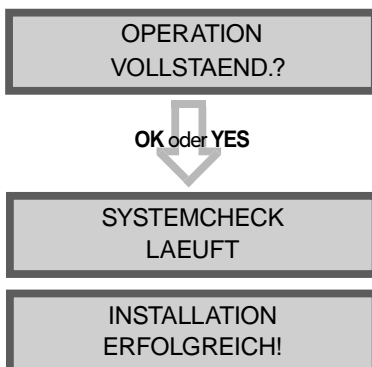 OPERATION
VOLLSTAEND.?
OK oder YES
SYSTEMCHECK
LAEUFT
INSTALLATION
ERFOLGREICH!